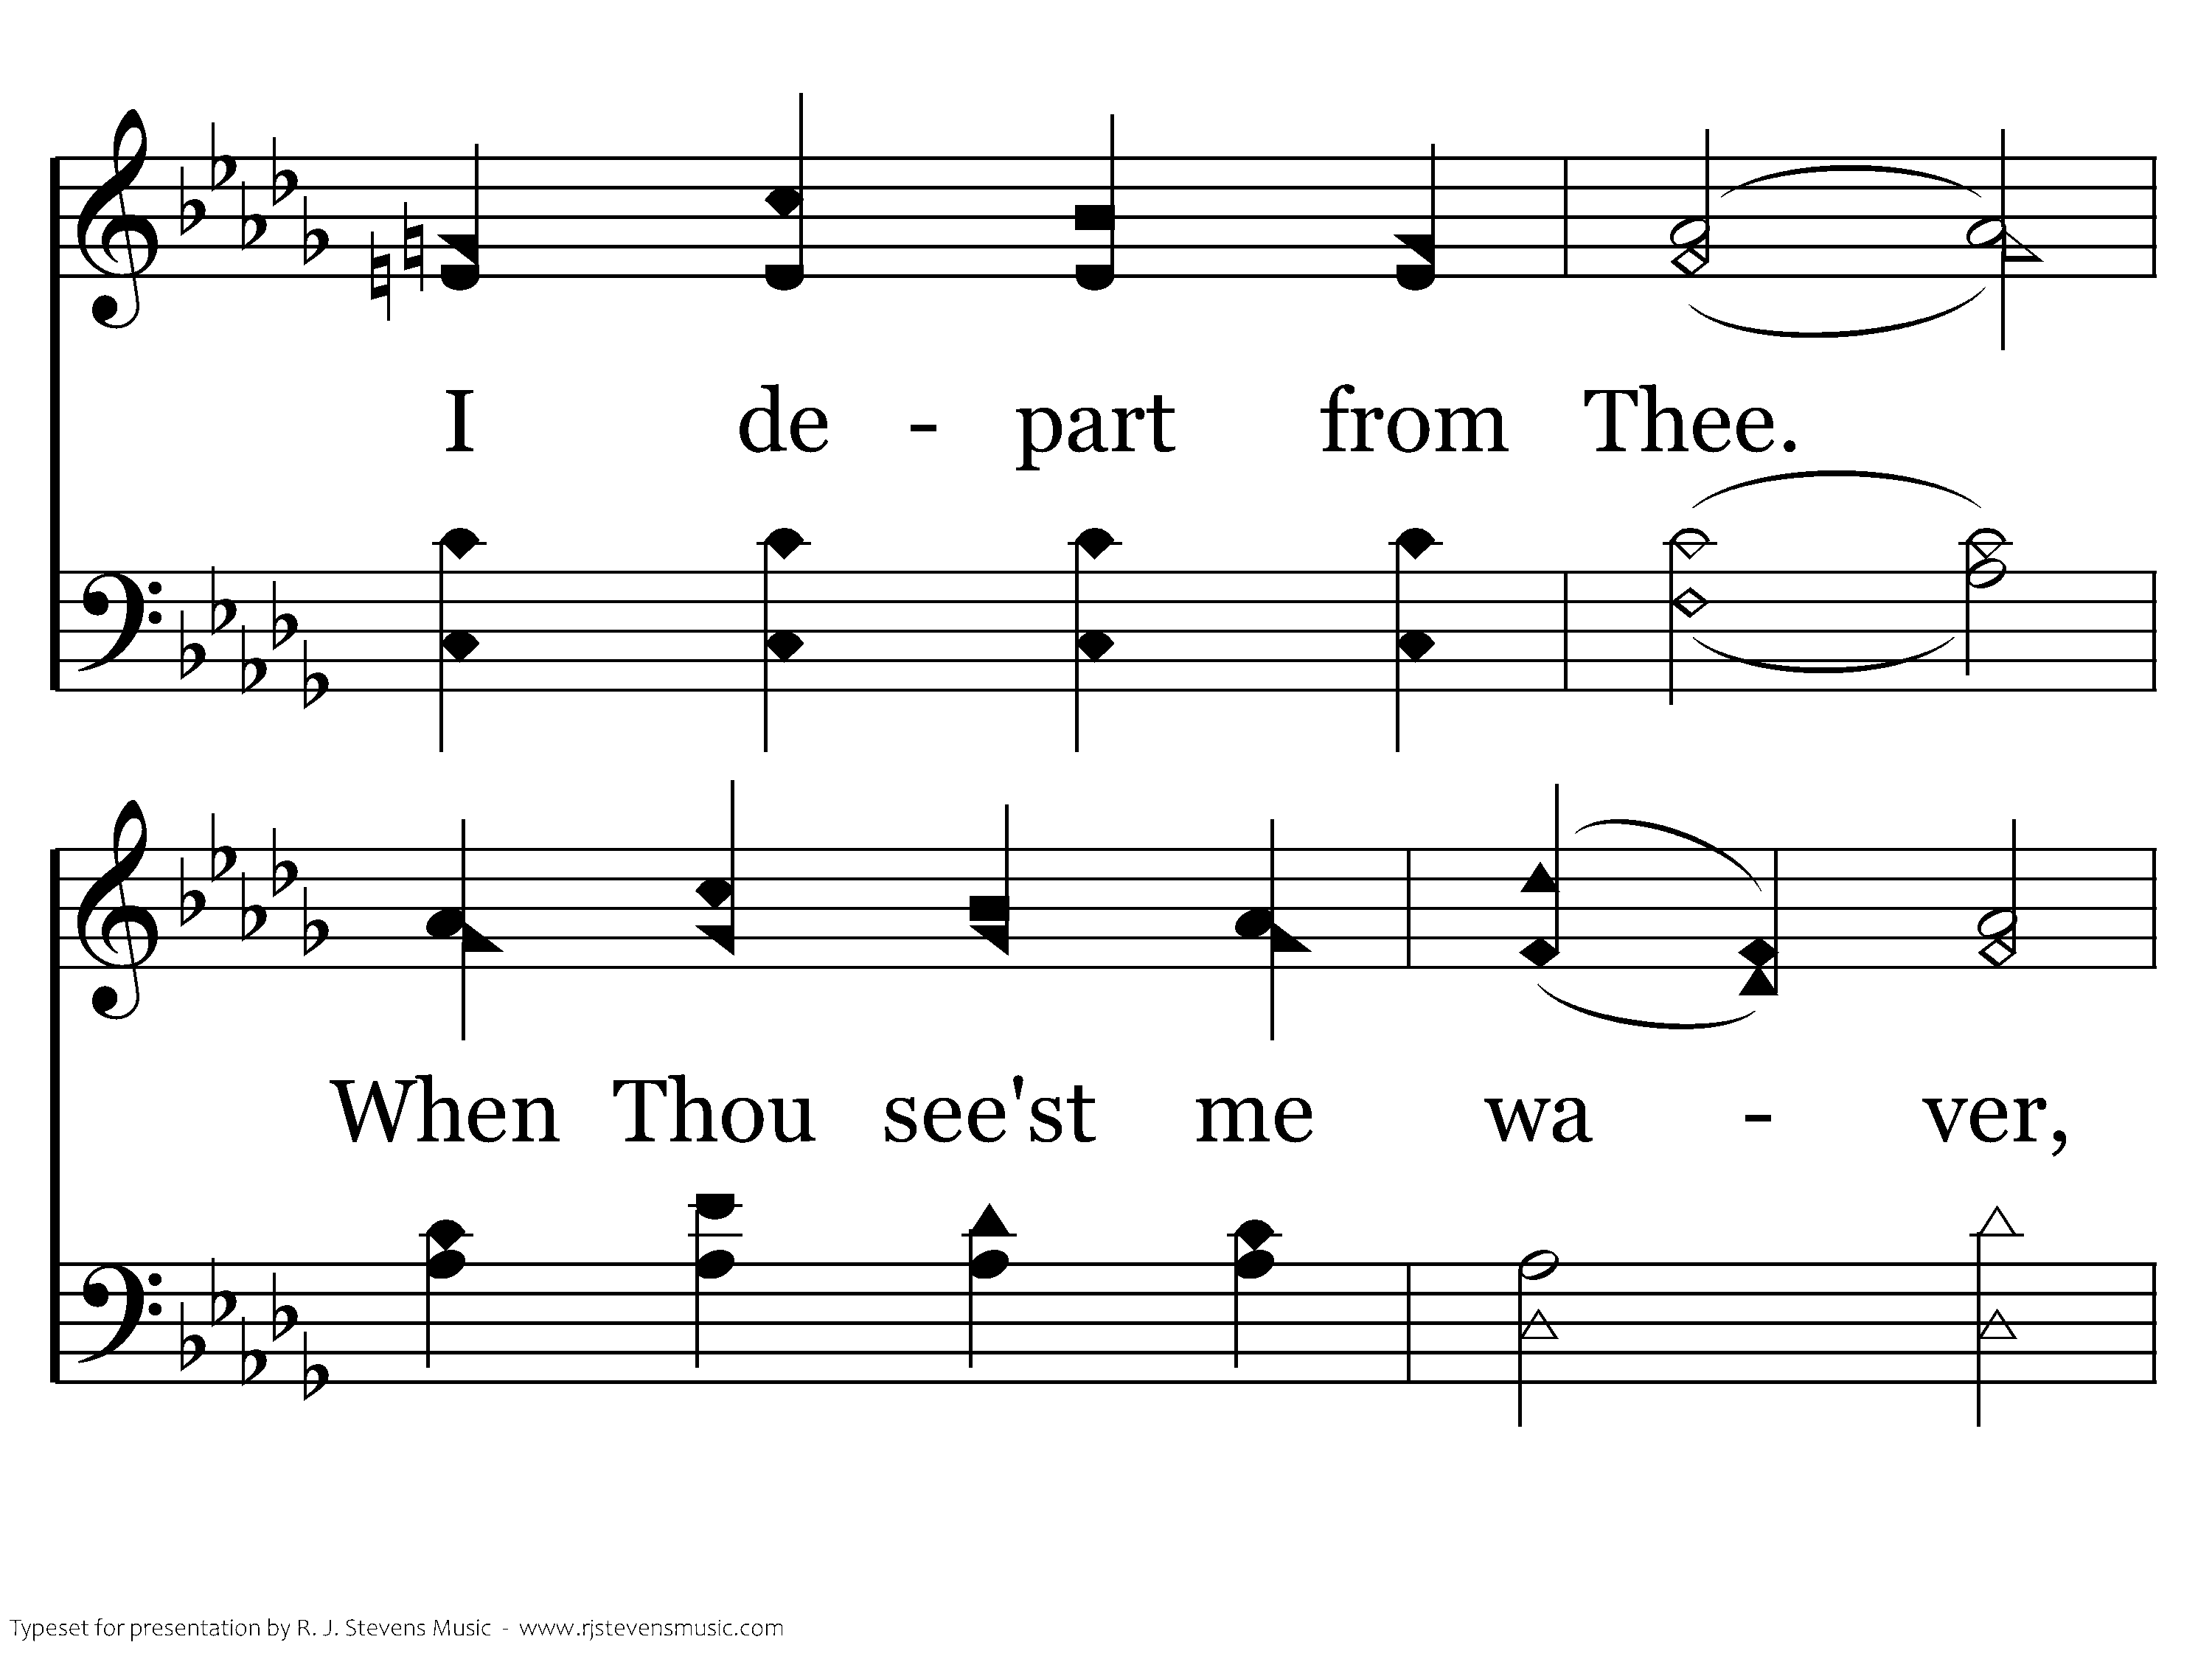 I de - part from Thee.
When Thou see'st me wa - ver,
Typeset for presentation by R. J. Stevens Music - www.rjstevensmusic.com